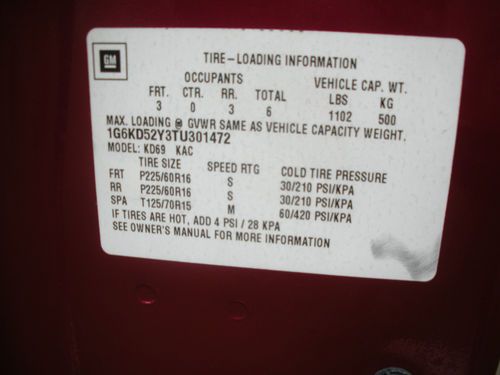 GM
TIRE-LOADING INFORMATION
OCCUPANTS VEHICLE CAP. WT.
FRT. CTR. RR. TOTAL LBS KG
3 0 3 6 1102 500
MAX. LOADING @ GVWR SAME AS VEHICLE CAPACITY WEIGHT.
1G6KD52Y3TU301472
MODEL: KD69 KAC
TIRE SIZE SPEED RTG COLD TIRE PRESSURE
FRT P225/60R16 S 30/210 PSI/KPA
RR P225/60R16 S 30/210 PSI/KPA
SPA T125/70R15 M 60/420 PSI/KPA
IF TIRES ARE HOT, ADD 4 PSI / 28 KPA
SEE OWNER'S MANUAL FOR MORE INFORMATION